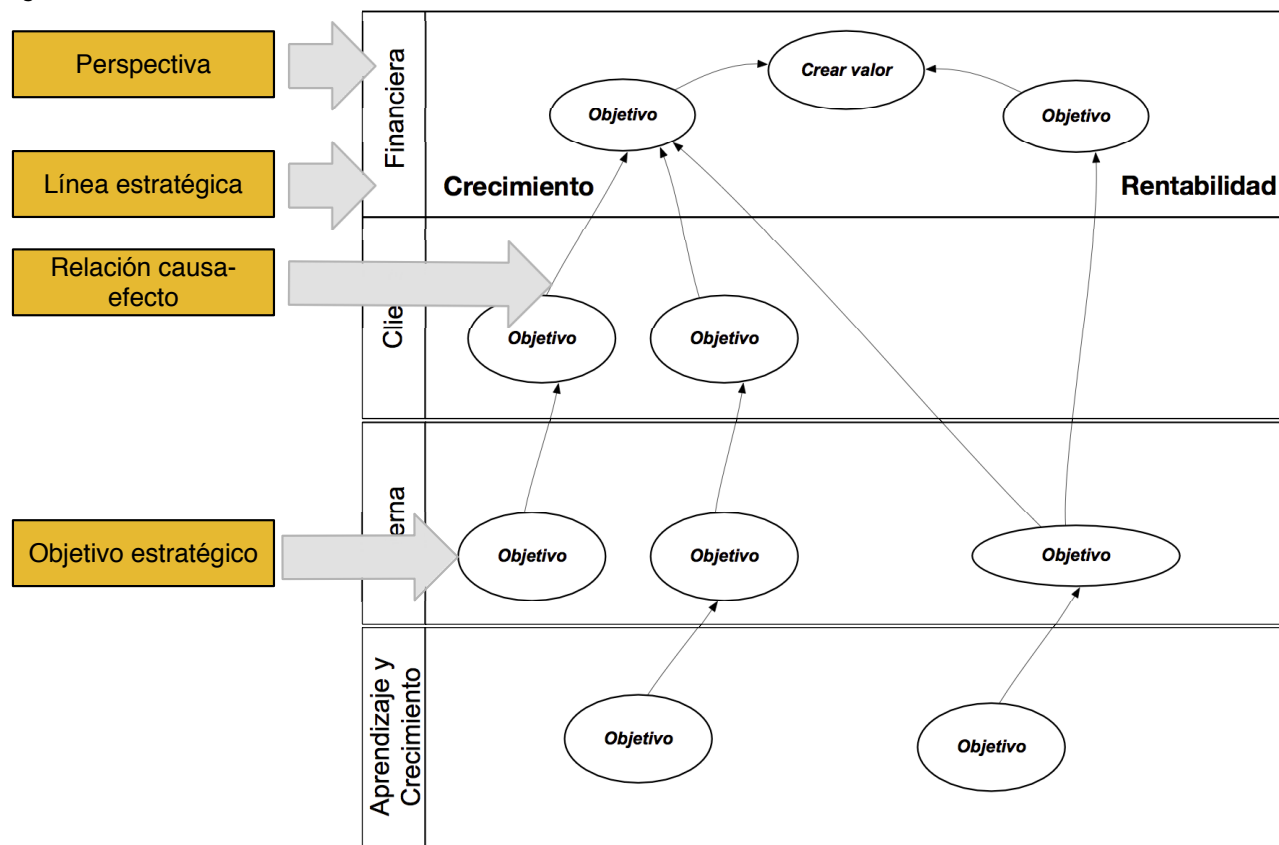 Perspectiva
Línea estratégica
Relación causa-
efecto
Objetivo estratégico
Financiera
Crear valor
Objetivo
Objetivo
Crecimiento
Rentabilidad
Clie
Objetivo
Objetivo
erna
Objetivo
Objetivo
Objetivo
Aprendizaje y
Crecimiento
Objetivo
Objetivo